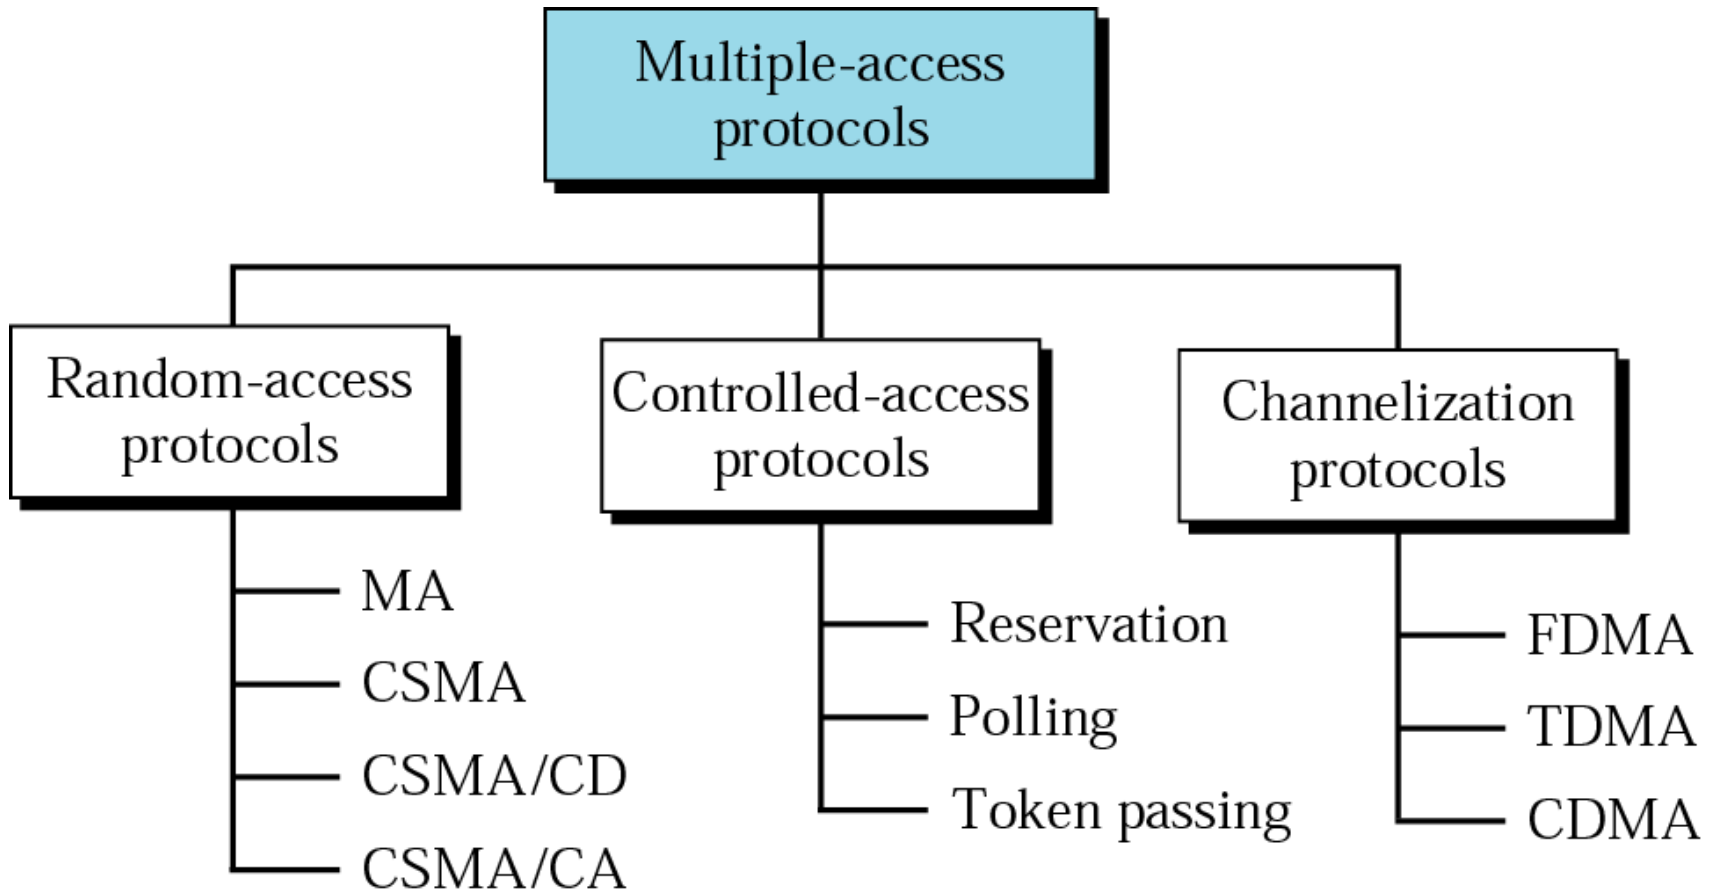 Multiple-access
protocols
Random-access
protocols
MA
CSMA
CSMA/CD
CSMA/CA
Controlled-access
protocols
Reservation
Polling
Token passing
Channelization
protocols
FDMA
TDMA
CDMA